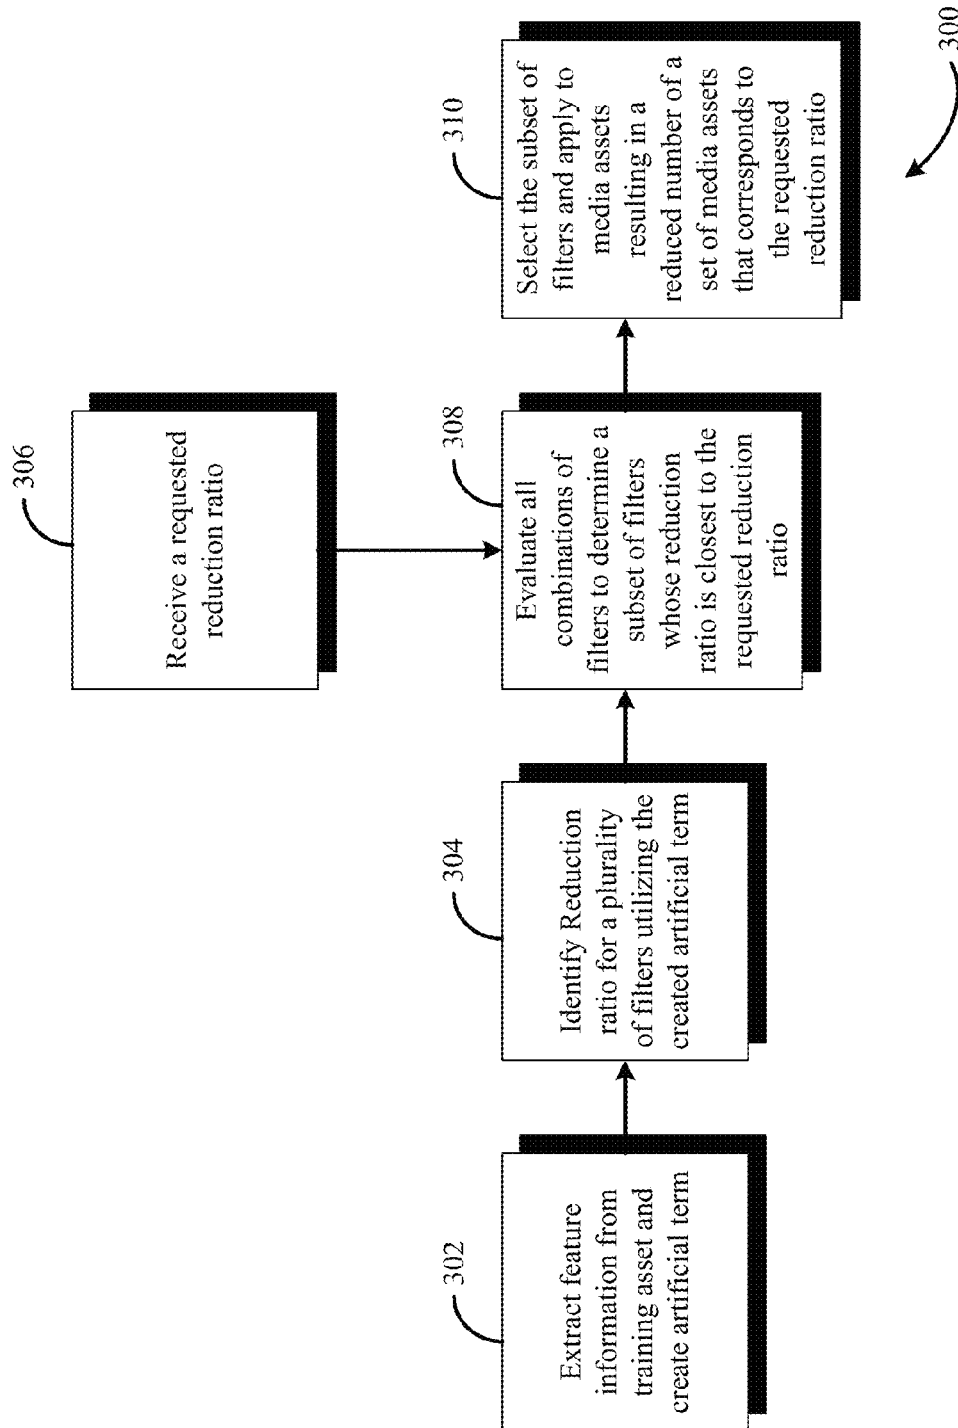 302
Extract feature
information from
training asset and
create artificial term
304
Identify Reduction
ratio for a plurality
of filters utilizing the
created artificial term
306
Receive a requested
reduction ratio
308
Evaluate all
combinations of
filters to determine a
subset of filters
whose reduction
ratio is closest to the
requested reduction
ratio
310
Select the subset of
filters and apply to
media assets
resulting in a
reduced number of a
set of media assets
that corresponds to
the requested
reduction ratio
300